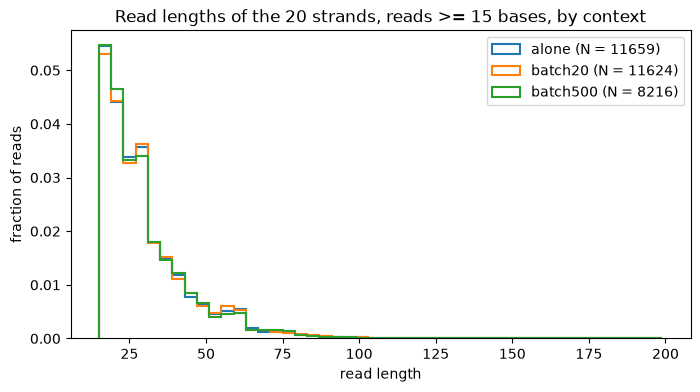 Read lengths of the 20 strands, reads >= 15 bases, by context
alone (N = 11659)
batch20 (N = 11624)
batch500 (N = 8216)
fraction of reads
0.05
0.04
0.03
0.02
0.01
0.00
25 50 75 100 125 150 175 200
read length